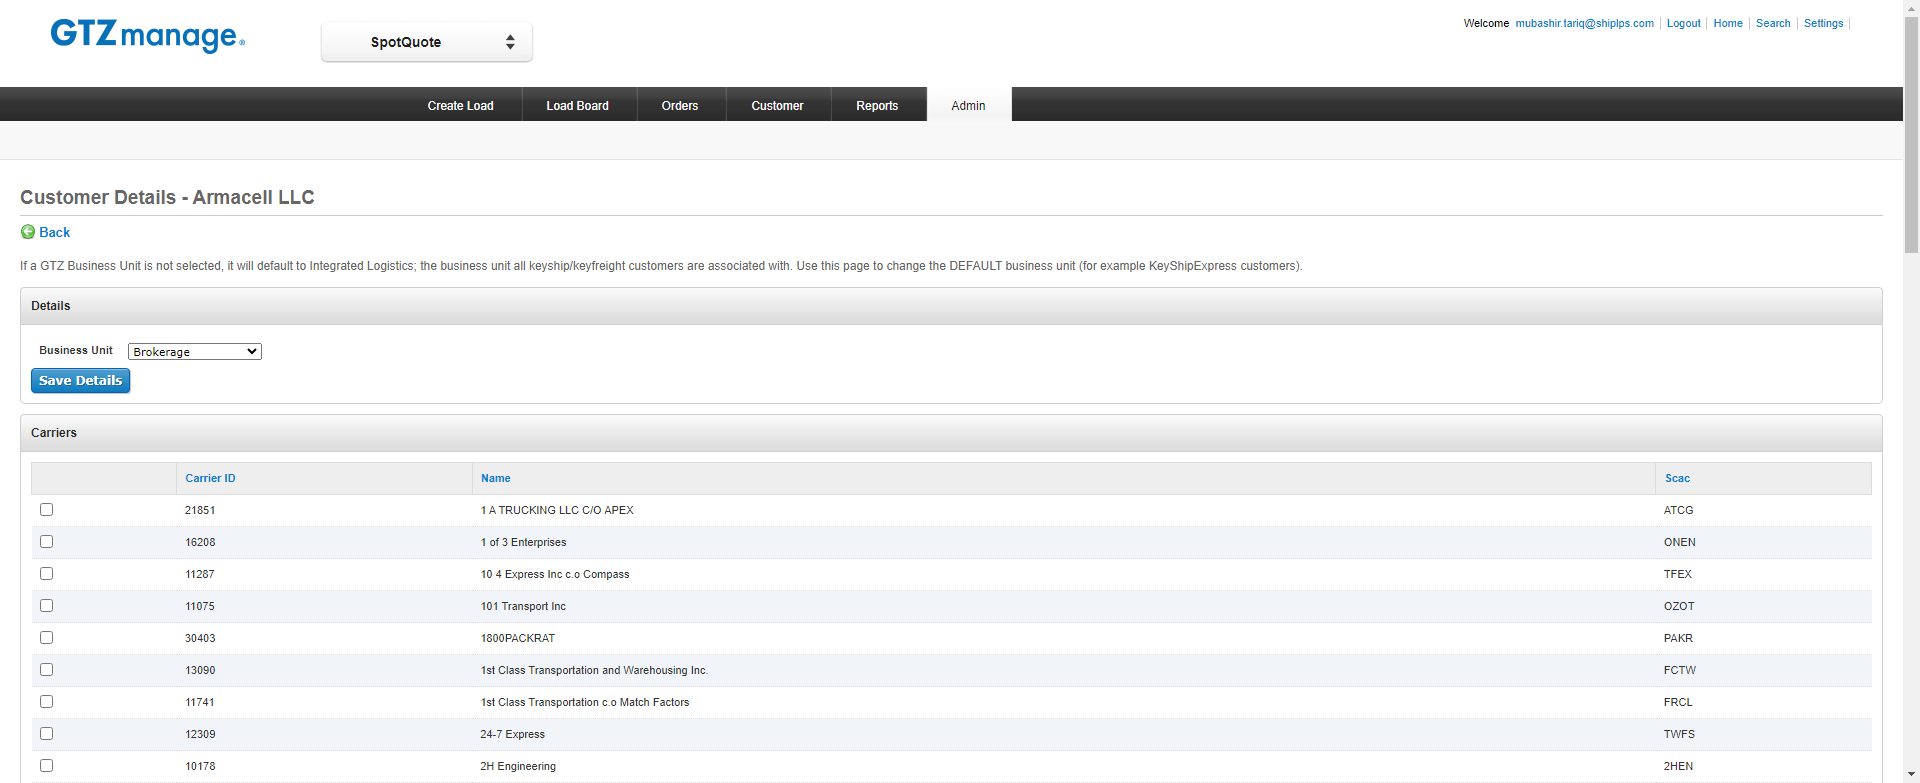 GTZmanage®
SpotQuote
Welcome mubashir.tariq@shiplps.com Logout Home Search Settings
Create Load Load Board Orders Customer Reports Admin
Customer Details - Armacell LLC
Back
If a GTZ Business Unit is not selected, it will default to Integrated Logistics; the business unit all keyship/keyfreight customers are associated with. Use this page to change the DEFAULT business unit (for example KeyShipExpress customers).
Details
Business Unit Brokerage
Save Details
Carriers
Carrier ID Name Scac
21851 1 A TRUCKING LLC C/O APEX ATCG
16208 1 of 3 Enterprises ONEN
11287 10 4 Express Inc c.o Compass TFEX
11075 101 Transport Inc OZOT
30403 1800PACKRAT PAKR
13090 1st Class Transportation and Warehousing Inc. FCTW
11741 1st Class Transportation c.o Match Factors FRCL
12309 24-7 Express TWFS
10178 2H Engineering 2HEN